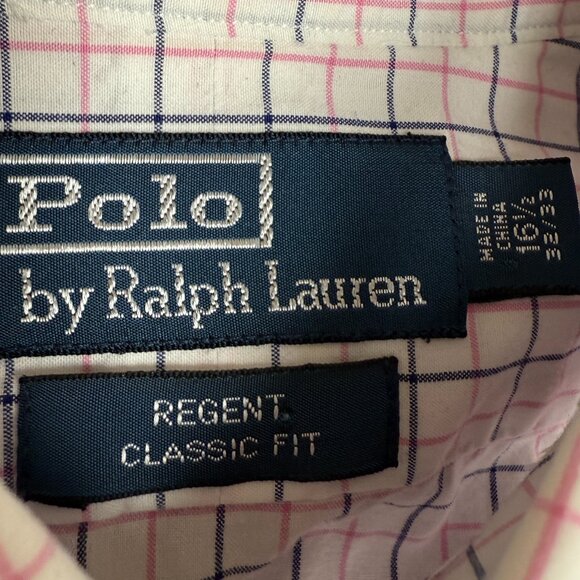 Polo
by Ralph Lauren
MADE IN
CHINA
16½
32/33
REGENT
CLASSIC FIT